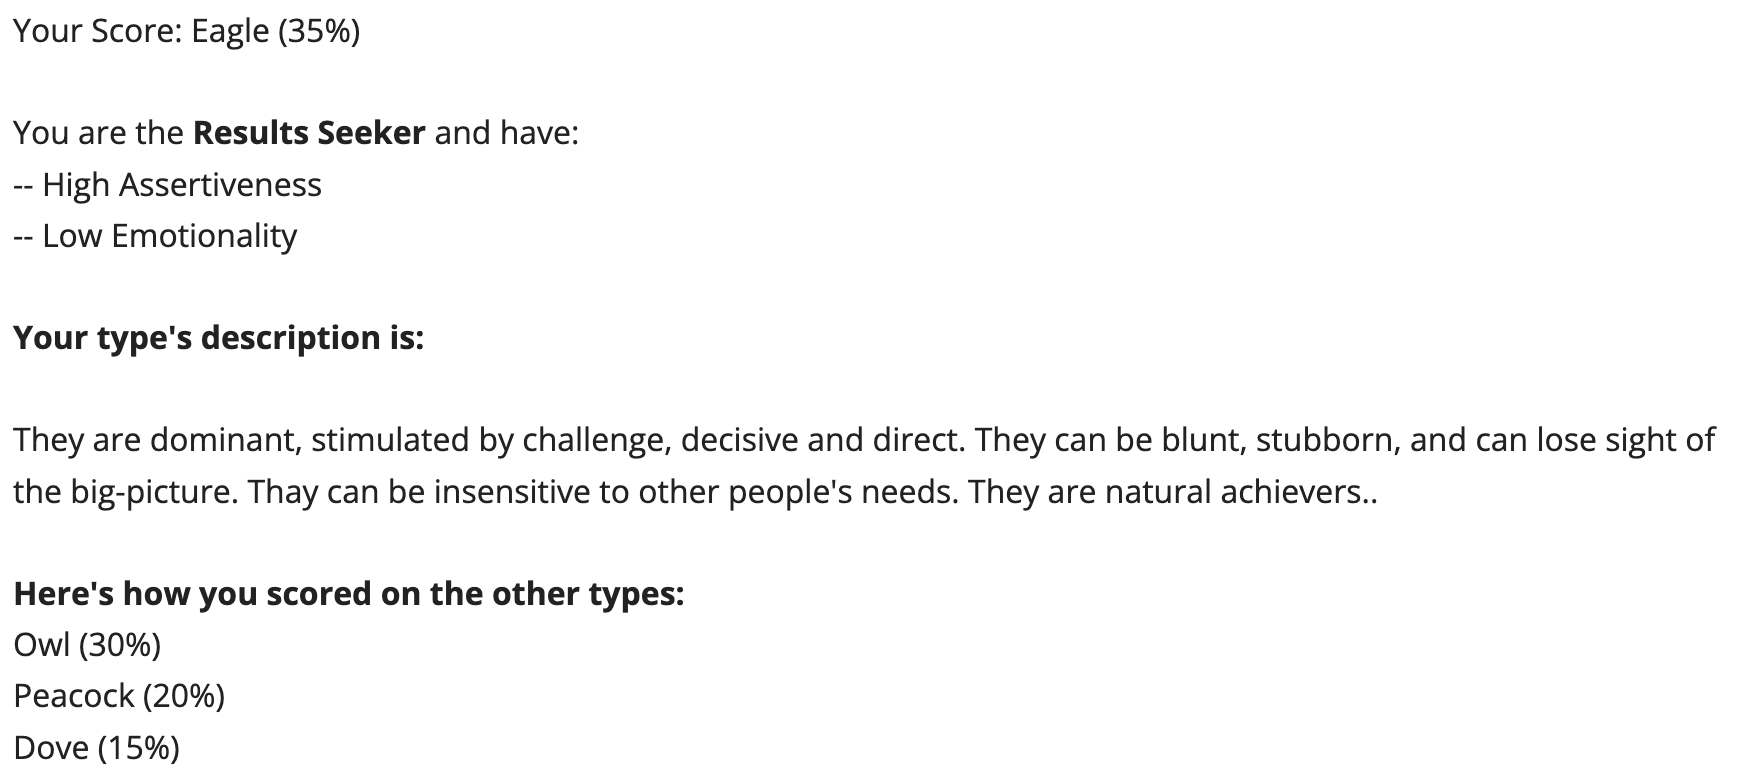 Your Score: Eagle (35%)
You are the Results Seeker and have:
-- High Assertiveness
-- Low Emotionality
Your type's description is:
They are dominant, stimulated by challenge, decisive and direct. They can be blunt, stubborn, and can lose sight of
the big-picture. Thay can be insensitive to other people's needs. They are natural achievers..
Here's how you scored on the other types:
Owl (30%)
Peacock (20%)
Dove (15%)